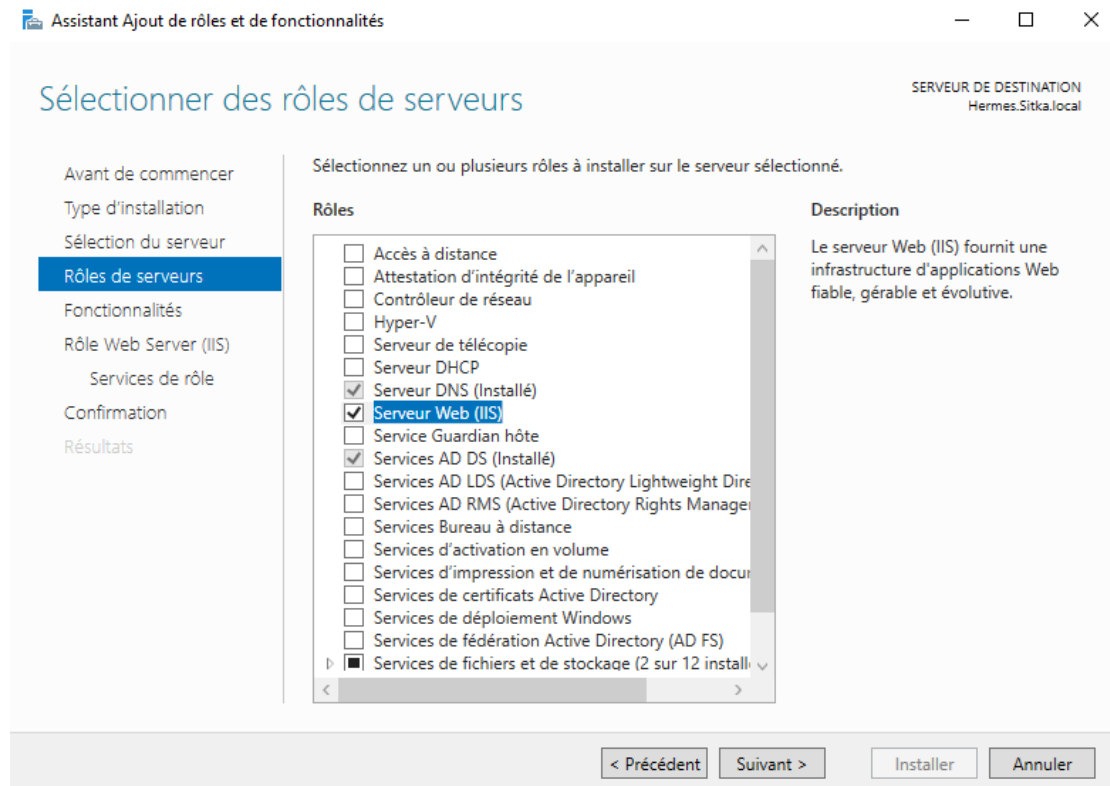 Assistant Ajout de rôles et de fonctionnalités
Sélectionner des rôles de serveurs
SERVEUR DE DESTINATION
Hermes.Sitka.local
Avant de commencer
Type d'installation
Sélection du serveur
Rôles de serveurs
Fonctionnalités
Rôle Web Server (IIS)
Services de rôle
Confirmation
Résultats
Sélectionnez un ou plusieurs rôles à installer sur le serveur sélectionné.
Rôles
Accès à distance
Attestation d'intégrité de l'appareil
Contrôleur de réseau
Hyper-V
Serveur de télécopie
Serveur DHCP
Serveur DNS (Installé)
Serveur Web (IIS)
Service Guardian hôte
Services AD DS (Installé)
Services AD LDS (Active Directory Lightweight Dire
Services AD RMS (Active Directory Rights Manage
Services Bureau à distance
Services d'activation en volume
Services d'impression et de numérisation de docu
Services de certificats Active Directory
Services de déploiement Windows
Services de fédération Active Directory (AD FS)
Services de fichiers et de stockage (2 sur 12 install
Description
Le serveur Web (IIS) fournit une
infrastructure d'applications Web
fiable, gérable et évolutive.
< Précédent
Suivant >
Installer
Annuler